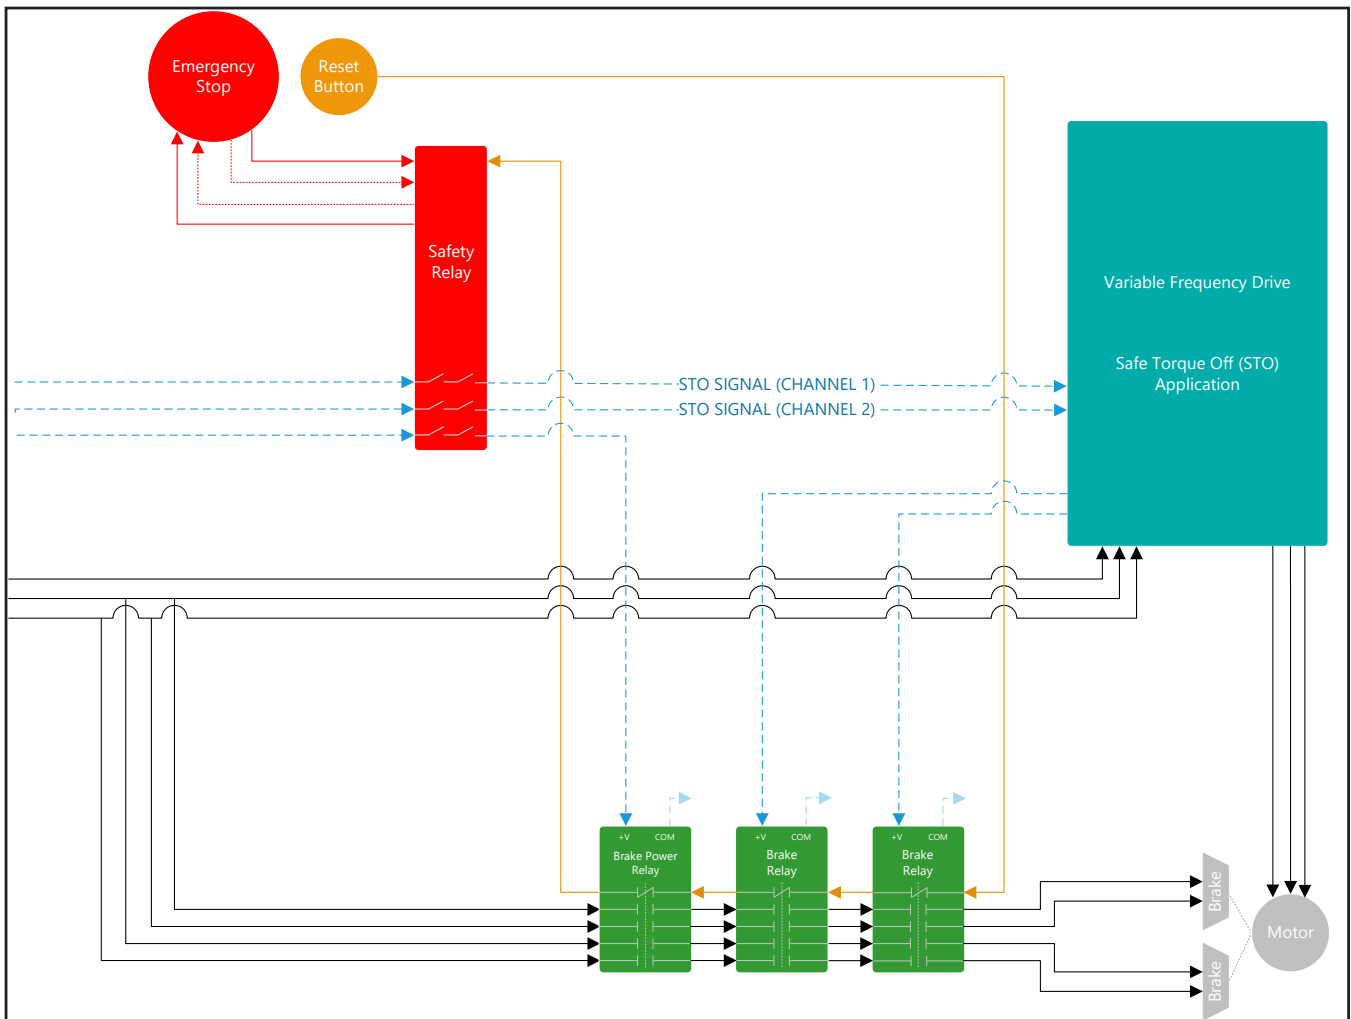 Emergency
Stop
Reset
Button
Safety
Relay
Variable Frequency Drive
Safe Torque Off (STO)
Application
STO SIGNAL (CHANNEL 1)
STO SIGNAL (CHANNEL 2)
+V COM
Brake Power
Relay
+V COM
Brake
Relay
+V COM
Brake
Relay
Brake
Brake
Motor